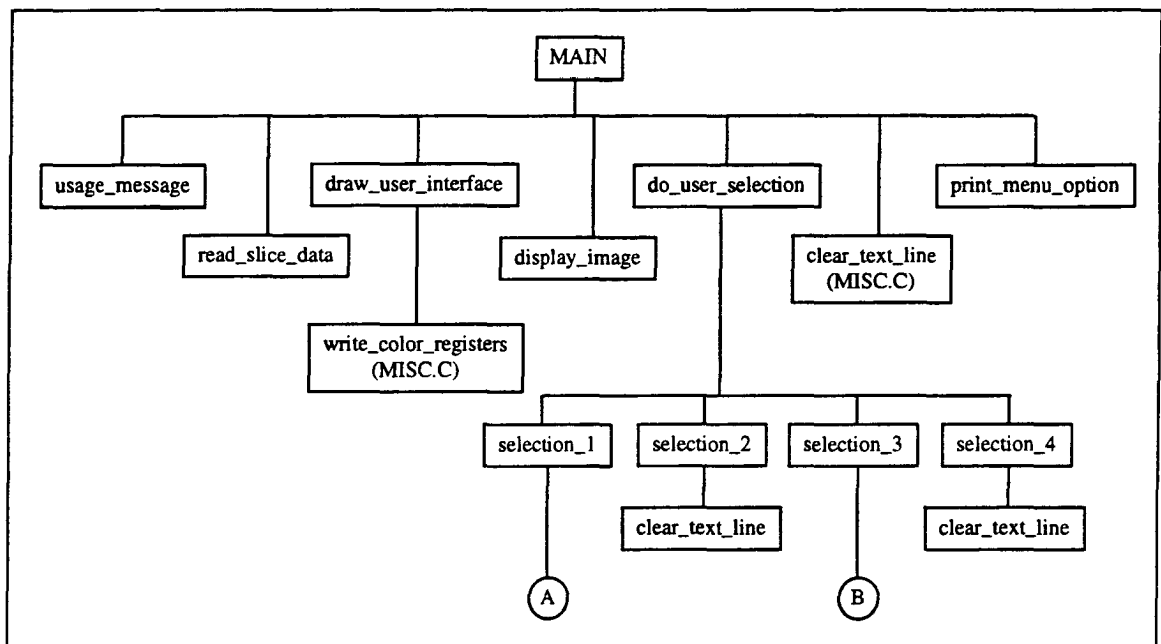 MAIN
usage_message
draw_user_interface
do_user_selection
print_menu_option
read_slice_data
display_image
clear_text_line
(MISC.C)
write_color_registers
(MISC.C)
selection_1
selection_2
selection_3
selection_4
clear_text_line
clear_text_line
A
B